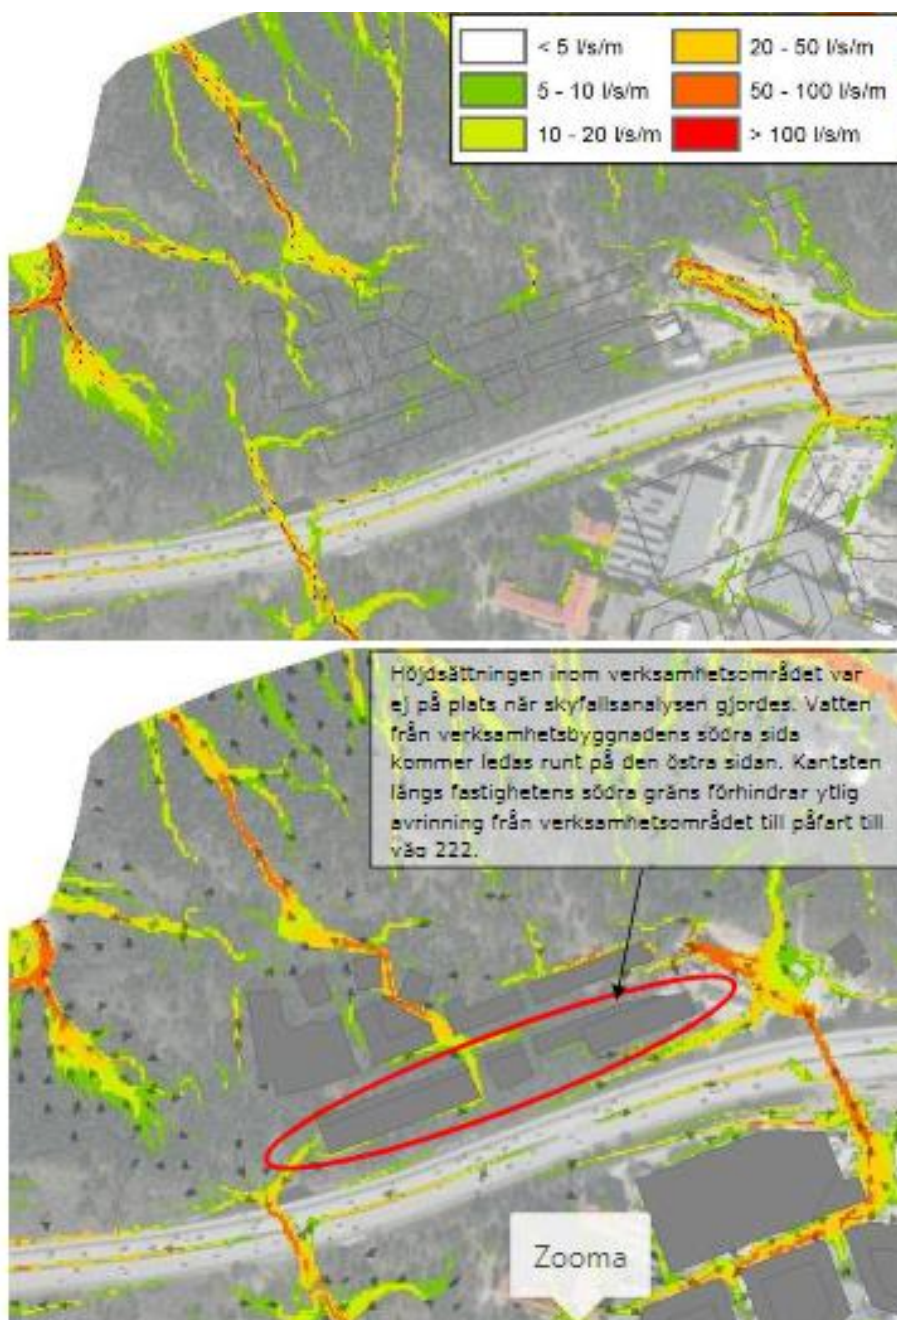 < 5 l/s/m
20 - 50 l/s/m
5 - 10 l/s/m
50 - 100 l/s/m
10 - 20 l/s/m
> 100 l/s/m
Höjdsättningen inom verksamhetsområdet var
ej på plats när skyfallsanalysen gjordes. Vatten
från verksamhetsbyggnadens södra sida
kommer ledas runt på den östra sidan. Kantsten
längs fastighetens södra gräns förhindrar ytlig
avrinning från verksamhetsområdet till påfart till
väg 222.
Zooma